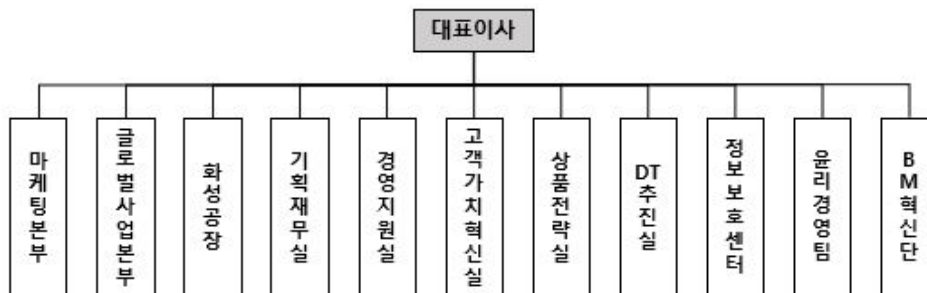 대표이사
마케팅본부
글로벌사업본부
화성공장
기획재무실
경영지원실
고객가치혁신실
상품전략실
DT추진실
정보보호센터
윤리경영팀
BM혁신단